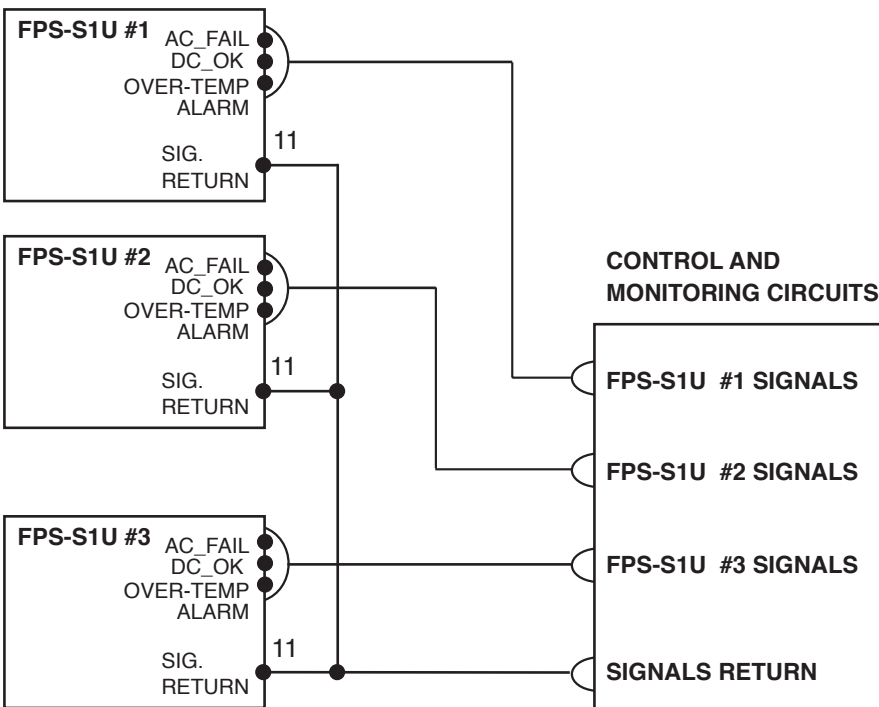 FPS-S1U #1
AC_FAIL
DC_OK
OVER-TEMP
ALARM
11
SIG.
RETURN
FPS-S1U #2
AC_FAIL
DC_OK
OVER-TEMP
ALARM
11
SIG.
RETURN
FPS-S1U #3
AC_FAIL
DC_OK
OVER-TEMP
ALARM
11
SIG.
RETURN
CONTROL AND
MONITORING CIRCUITS
FPS-S1U #1 SIGNALS
FPS-S1U #2 SIGNALS
FPS-S1U #3 SIGNALS
SIGNALS RETURN